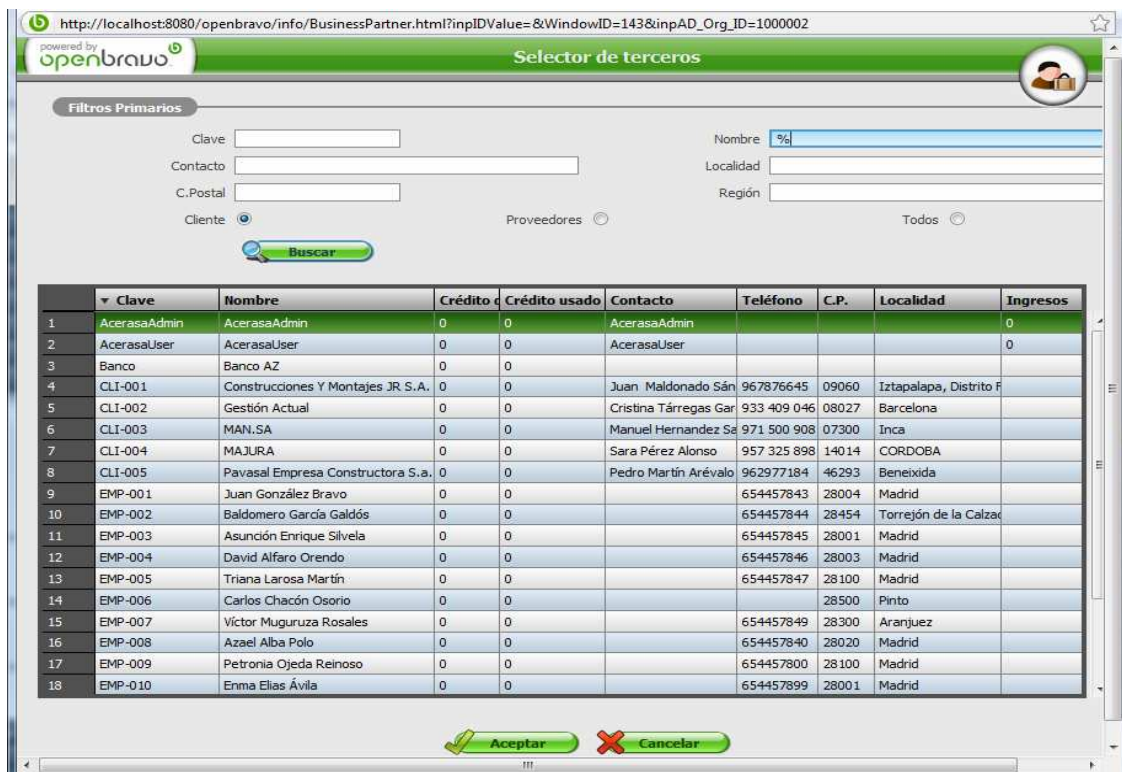 http://localhost:8080/openbravo/info/BusinessPartner.html?inpIDValue=&WindowID=143&inpAD_Org_ID=1000002
powered by
openbravo
Selector de terceros
Filtros Primarios
Clave Nombre %
Contacto Localidad
C.Postal Región
Cliente Proveedores Todos
Buscar
Clave Nombre Crédito Crédito usado Contacto Teléfono C.P. Localidad Ingresos
1 AcerasaAdmin AcerasaAdmin 0 0 AcerasaAdmin 0
2 AcerasaUser AcerasaUser 0 0 AcerasaUser 0
3 Banco Banco AZ 0 0
4 CLI-001 Construcciones Y Montajes JR S.A. 0 0 Juan Maldonado Sán 967876645 09060 Iztapalapa, Distrito F
5 CLI-002 Gestión Actual 0 0 Cristina Tárregas Gar 933 409 046 08027 Barcelona
6 CLI-003 MAN.SA 0 0 Manuel Hernandez Sa 971 500 908 07300 Inca
7 CLI-004 MAJURA 0 0 Sara Pérez Alonso 957 325 898 14014 CORDOBA
8 CLI-005 Pavasal Empresa Constructora S.a. 0 0 Pedro Martín Arévalo 962977184 46293 Beneixida
9 EMP-001 Juan González Bravo 0 0 654457843 28004 Madrid
10 EMP-002 Baldomero García Galdós 0 0 654457844 28454 Torrejón de la Calzad
11 EMP-003 Asunción Enrique Silvela 0 0 654457845 28001 Madrid
12 EMP-004 David Alfaro Orendo 0 0 654457846 28003 Madrid
13 EMP-005 Triana Larosa Martín 0 0 654457847 28100 Madrid
14 EMP-006 Carlos Chacón Osorio 0 0 28500 Pinto
15 EMP-007 Víctor Muguruza Rosales 0 0 654457849 28300 Aranjuez
16 EMP-008 Azael Alba Polo 0 0 654457840 28020 Madrid
17 EMP-009 Petronia Ojeda Reinoso 0 0 654457800 28100 Madrid
18 EMP-010 Enma Elias Ávila 0 0 654457899 28001 Madrid
Aceptar Cancelar